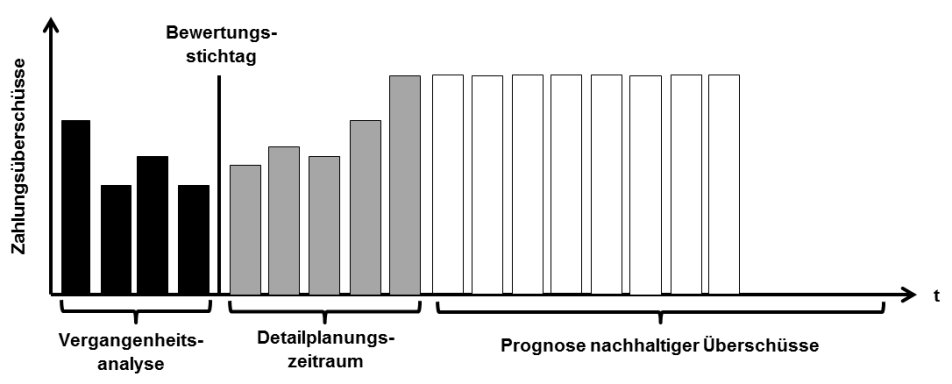 Bewertungs-
stichtag
Zahlungsüberschüsse
t
Vergangenheits-
analyse
Detailplanungs-
zeitraum
Prognose nachhaltiger Überschüsse